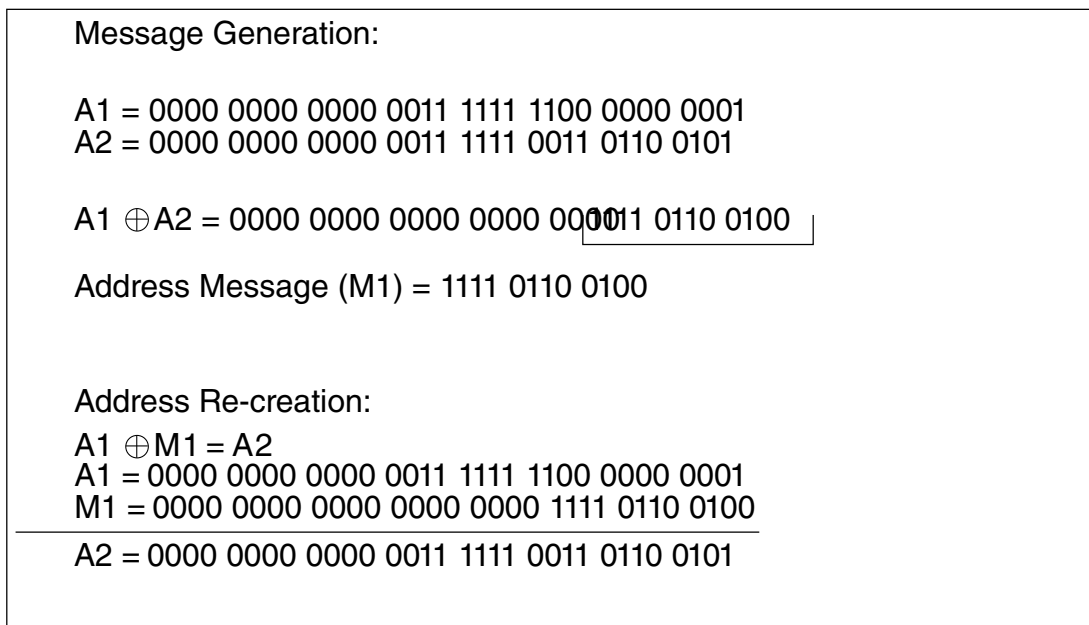 Message Generation:
A1 = 0000 0000 0000 0011 1111 1100 0000 0001
A2 = 0000 0000 0000 0011 1111 0011 0110 0101
A1 ⊕ A2 = 0000 0000 0000 0000 0000 1111 0110 0100
Address Message (M1) = 1111 0110 0100
Address Re-creation:
A1 ⊕ M1 = A2
A1 = 0000 0000 0000 0011 1111 1100 0000 0001
M1 = 0000 0000 0000 0000 0000 1111 0110 0100
A2 = 0000 0000 0000 0011 1111 0011 0110 0101